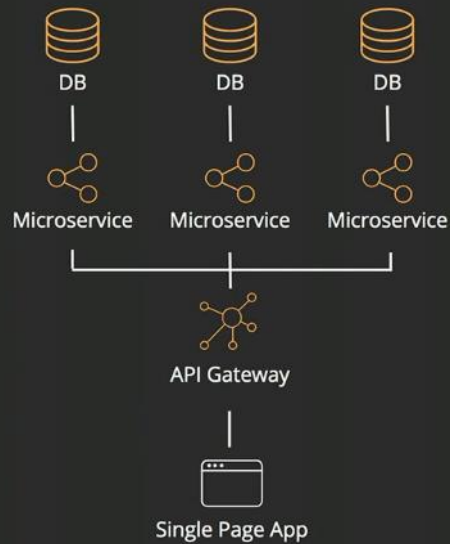 DB
DB
DB
Microservice
Microservice
Microservice
API Gateway
Single Page App